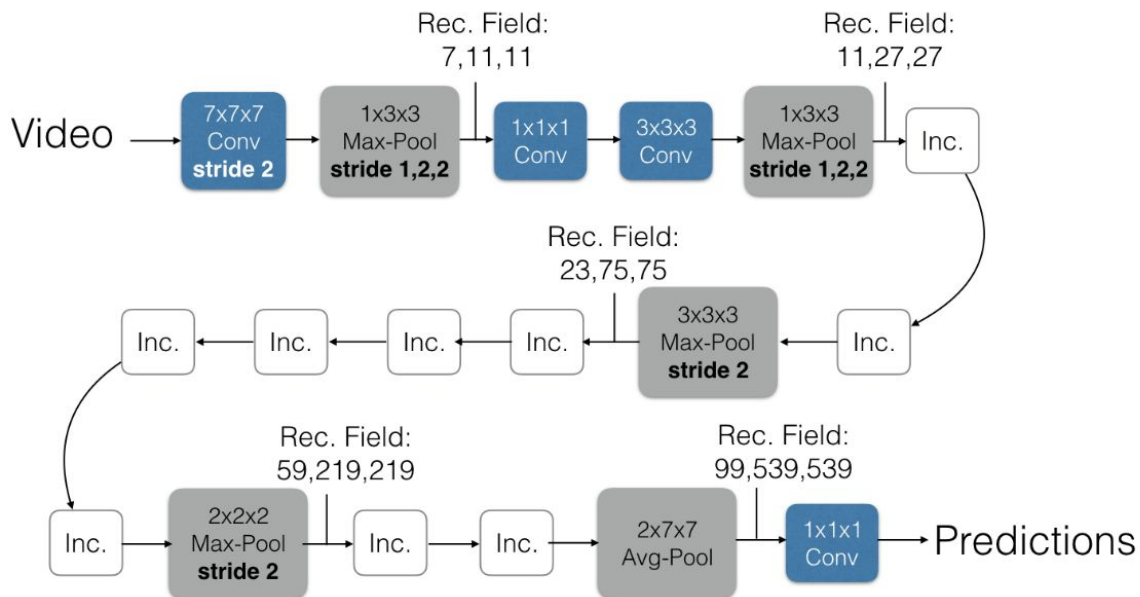 Rec. Field:
7,11,11
Rec. Field:
11,27,27
Video
7x7x7
Conv
stride 2
1x3x3
Max-Pool
stride 1,2,2
1x1x1
Conv
3x3x3
Conv
1x3x3
Max-Pool
stride 1,2,2
Inc.
Rec. Field:
23,75,75
Inc.
Inc.
Inc.
Inc.
3x3x3
Max-Pool
stride 2
Inc.
Rec. Field:
59,219,219
Rec. Field:
99,539,539
Inc.
2x2x2
Max-Pool
stride 2
Inc.
Inc.
2x7x7
Avg-Pool
1x1x1
Conv
Predictions